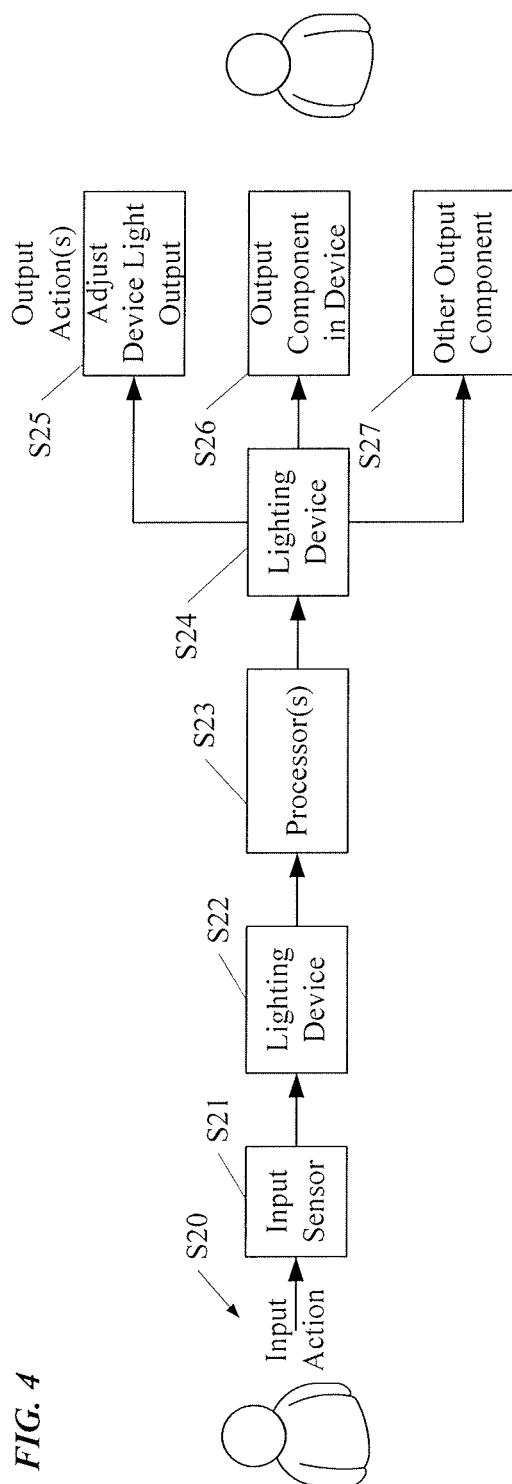 FIG. 4
S20
Input
Action
S21
Input
Sensor
S22
Lighting
Device
S23
Processor(s)
S24
Lighting
Device
Output
Action(s)
S25
Adjust
Device Light
Output
S26
Output
Component
in Device
S27
Other Output
Component